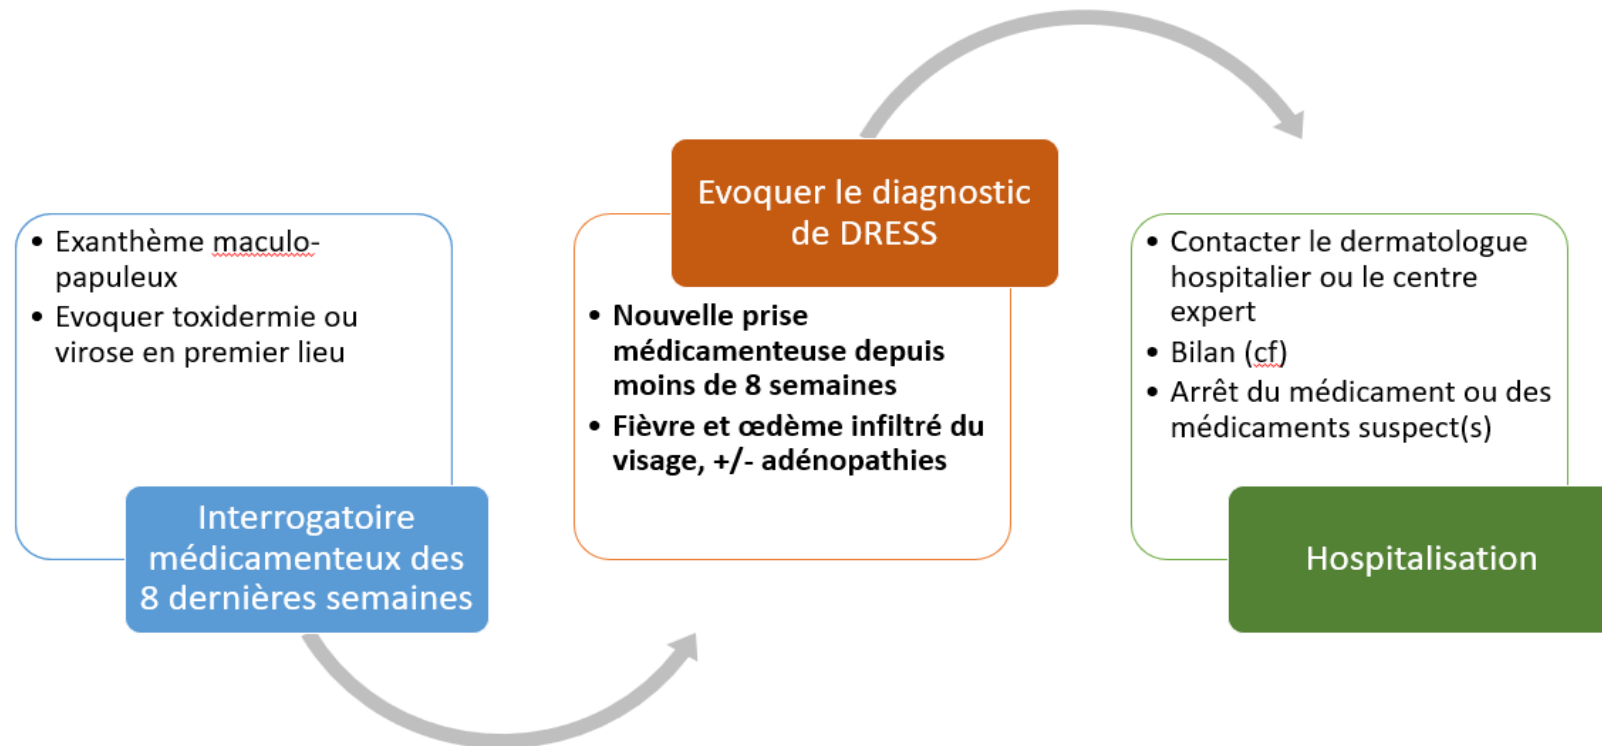 • Exanthème maculo-
papuleux
• Evoquer toxidermie ou
virose en premier lieu
Interrogatoire
médicamenteux des
8 dernières semaines
Evoquer le diagnostic
de DRESS
• Nouvelle prise
médicamenteuse depuis
moins de 8 semaines
• Fièvre et œdème infiltré du
visage, +/- adénopathies
• Contacter le dermatologue
hospitalier ou le centre
expert
• Bilan (cf)
• Arrêt du médicament ou des
médicaments suspect(s)
Hospitalisation